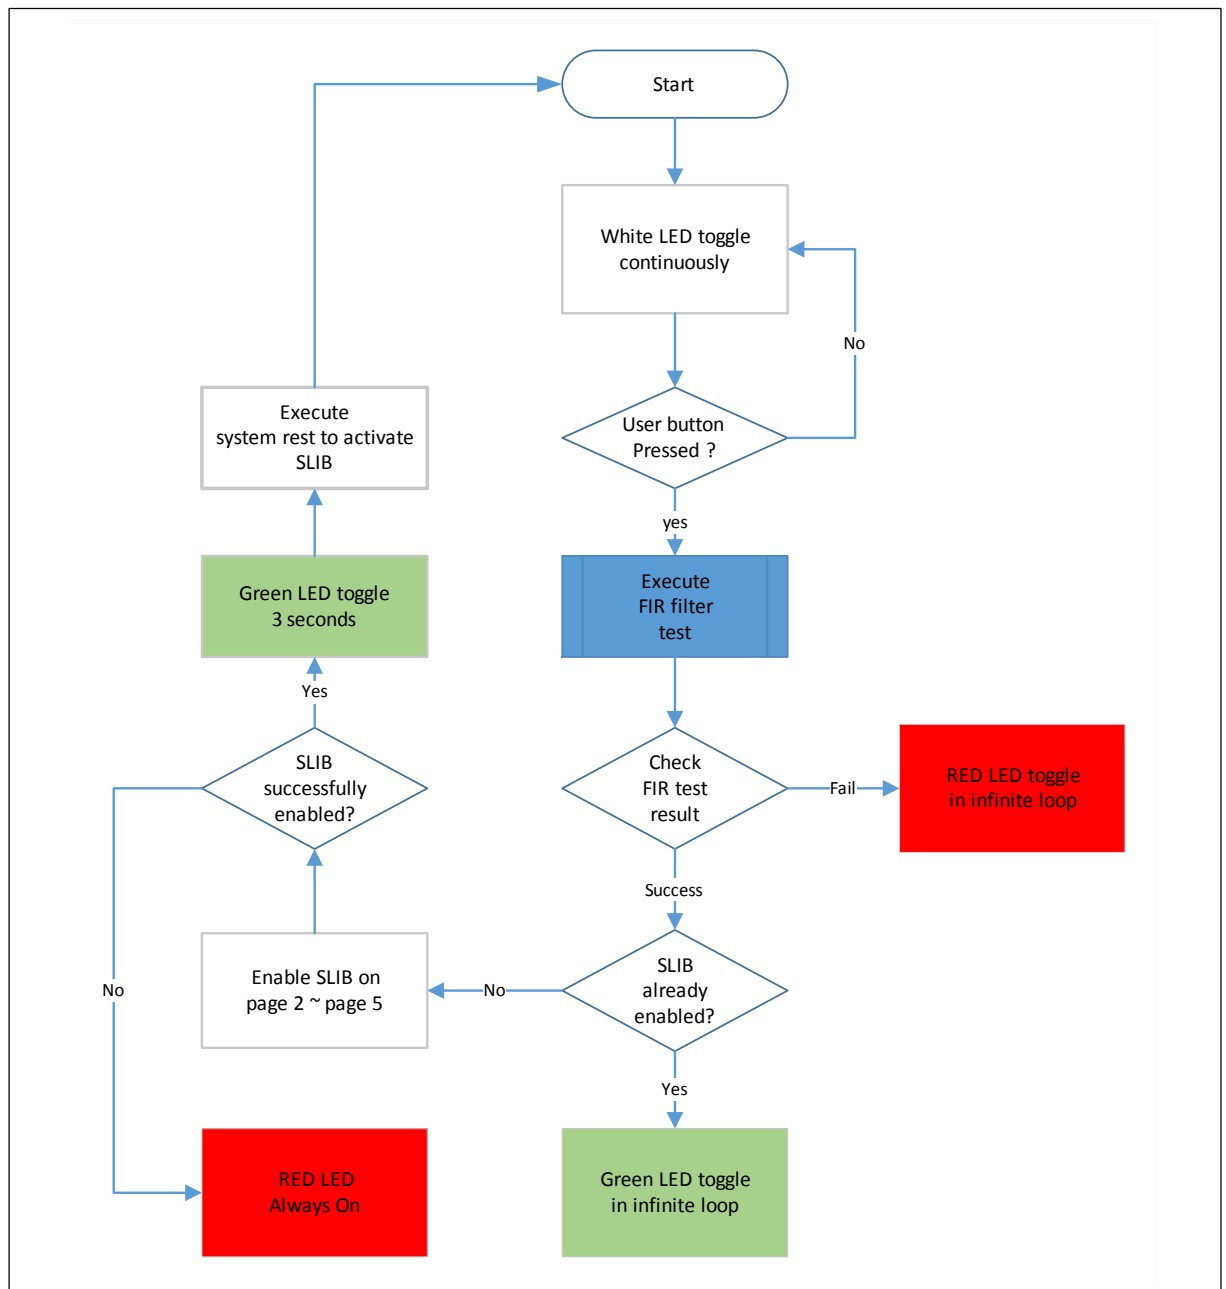 Start
White LED toggle
continuously
No
User button
Pressed ?
yes
Execute
system rest to activate
SLIB
Green LED toggle
3 seconds
Execute
FIR filter
test
Yes
SLIB
successfully
enabled?
Check
FIR test
result
Fail
RED LED toggle
in infinite loop
Success
Enable SLIB on
page 2 ~ page 5
No
SLIB
already
enabled?
No
Yes
RED LED
Always On
Green LED toggle
in infinite loop